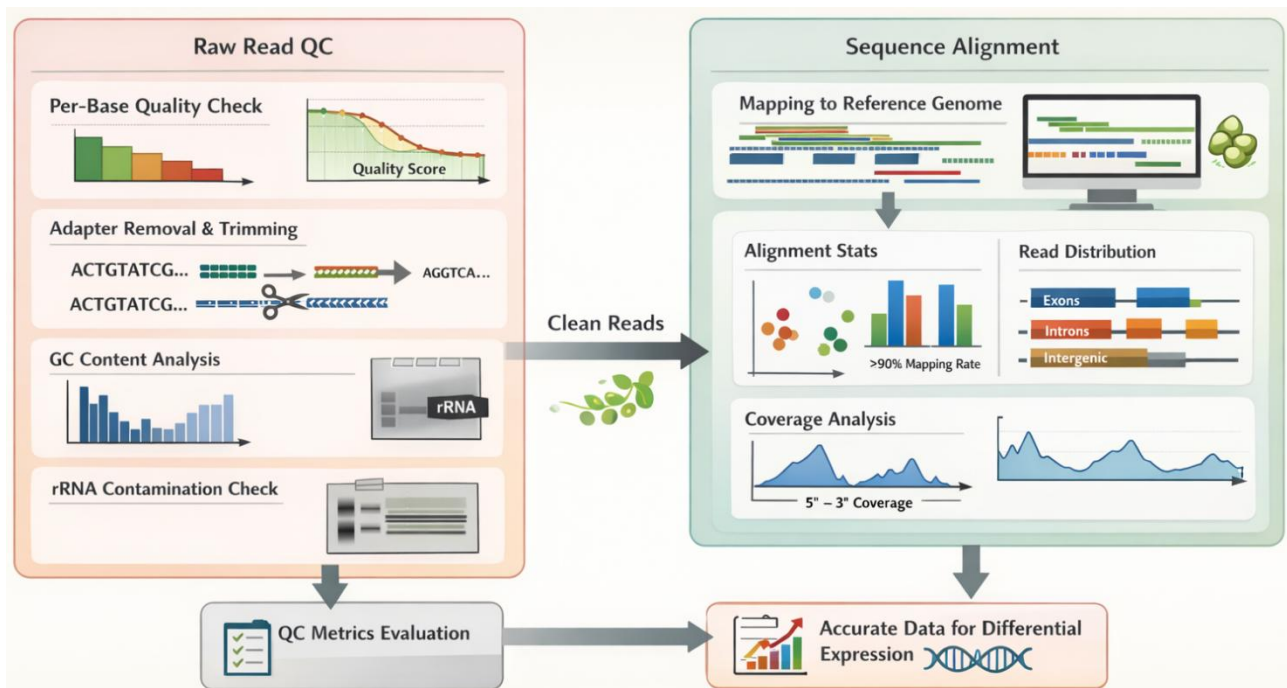 Raw Read QC
Per-Base Quality Check
Quality Score
Adapter Removal & Trimming
ACTGTATCG...
AGGTCA...
ACTGTATCG...
GC Content Analysis
rRNA
rRNA Contamination Check
QC Metrics Evaluation
Clean Reads
Sequence Alignment
Mapping to Reference Genome
Alignment Stats
>90% Mapping Rate
Read Distribution
Exons
Introns
Intergenic
Coverage Analysis
5" – 3" Coverage
Accurate Data for Differential
Expression